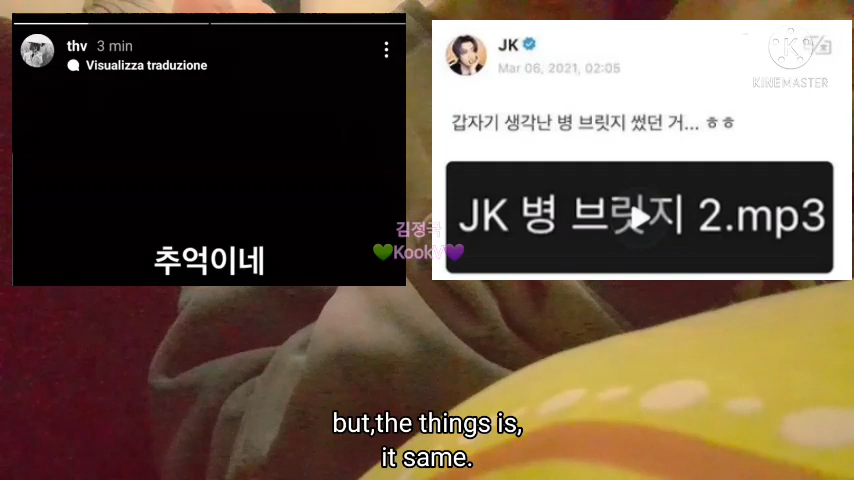 thv 3 min
Visualizza traduzione
추억이네
JK
Mar 06, 2021, 02:05
KINEMASTER
갑자기 생각난 병 브릿지 썼던 거... ㅎㅎ
JK 병 브릿지 2.mp3
김정국
💚KookV💜
but,the things is,
it same.